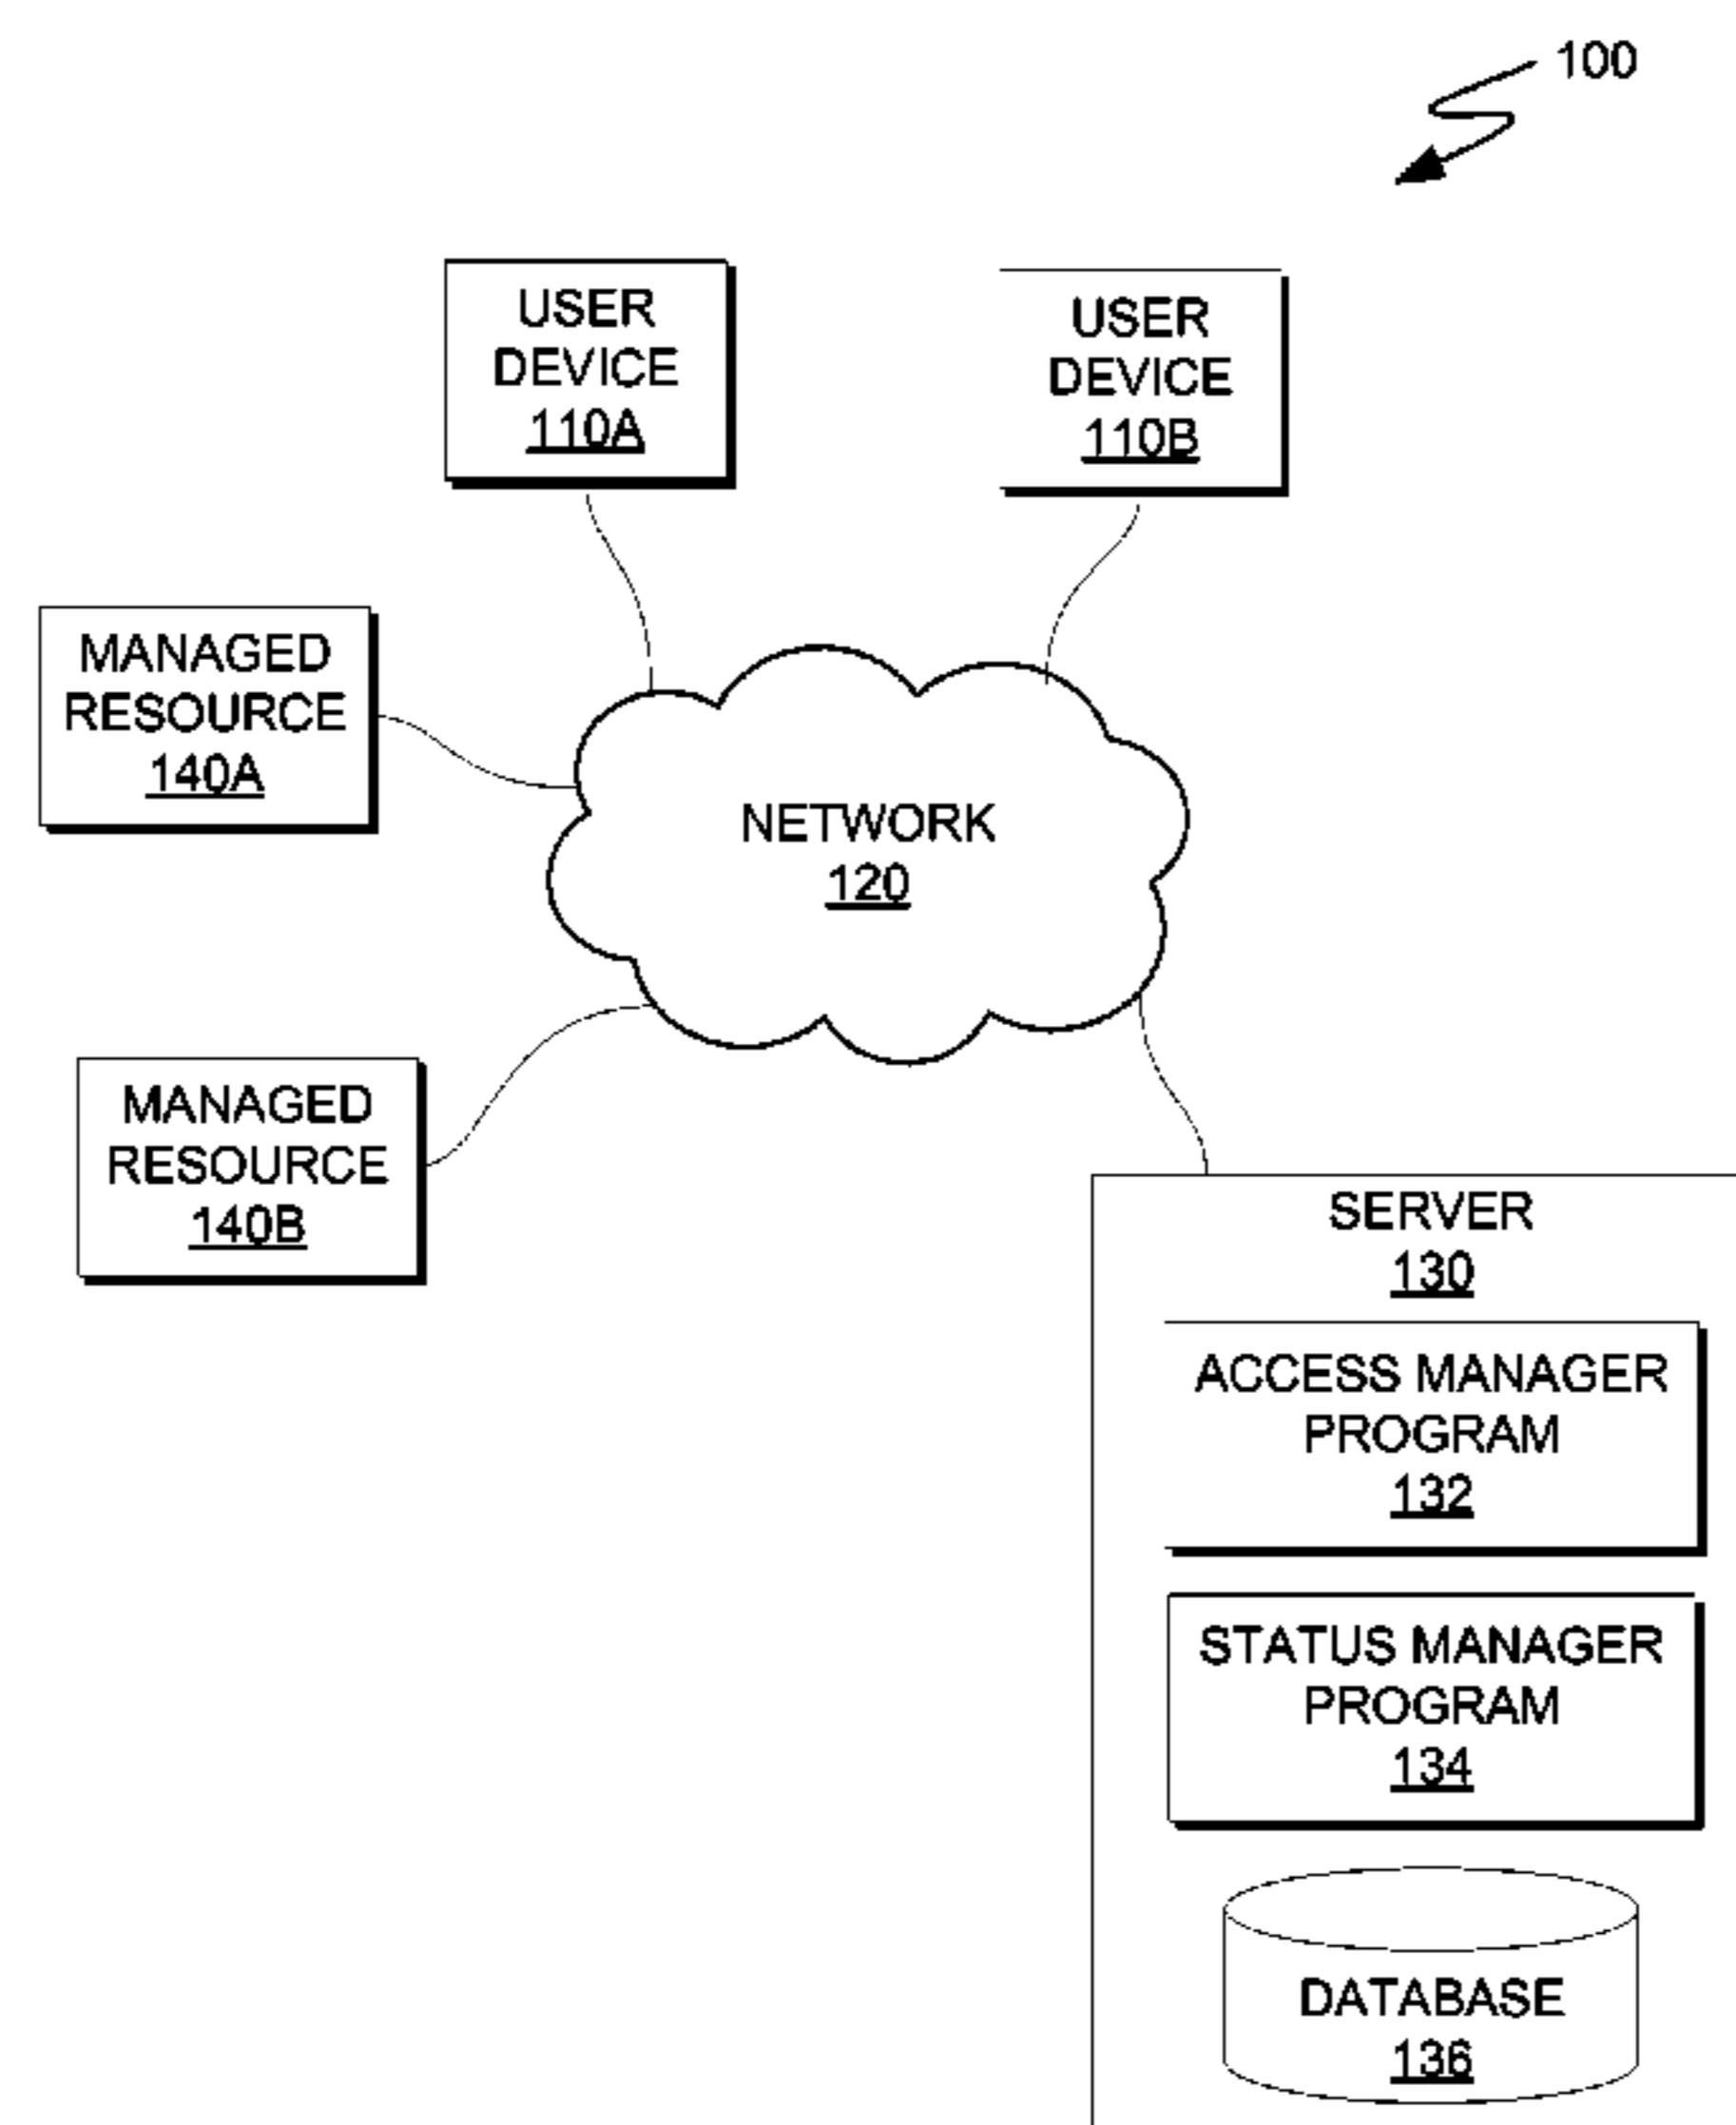 100
USER
DEVICE
110A
USER
DEVICE
110B
MANAGED
RESOURCE
140A
NETWORK
120
MANAGED
RESOURCE
140B
SERVER
130
ACCESS MANAGER
PROGRAM
132
STATUS MANAGER
PROGRAM
134
DATABASE
136